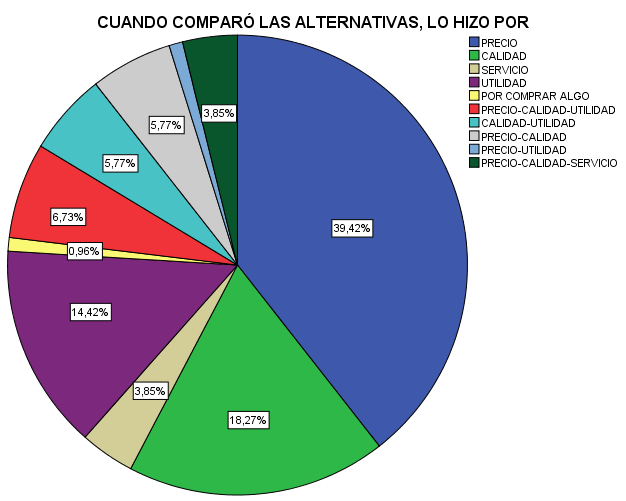 CUANDO COMPARÓ LAS ALTERNATIVAS, LO HIZO POR
PRECIO
CALIDAD
SERVICIO
UTILIDAD
POR COMPRAR ALGO
PRECIO-CALIDAD-UTILIDAD
CALIDAD-UTILIDAD
PRECIO-CALIDAD
PRECIO-UTILIDAD
PRECIO-CALIDAD-SERVICIO
3,85%
5,77%
5,77%
6,73%
39,42%
0,96%
14,42%
3,85%
18,27%